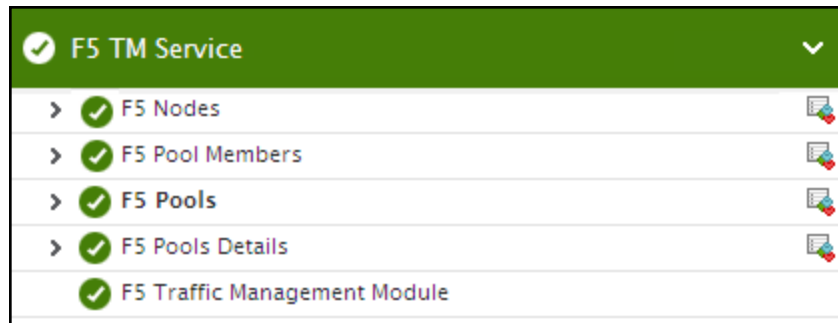 F5 TM Service
F5 Nodes
F5 Pool Members
F5 Pools
F5 Pools Details
F5 Traffic Management Module